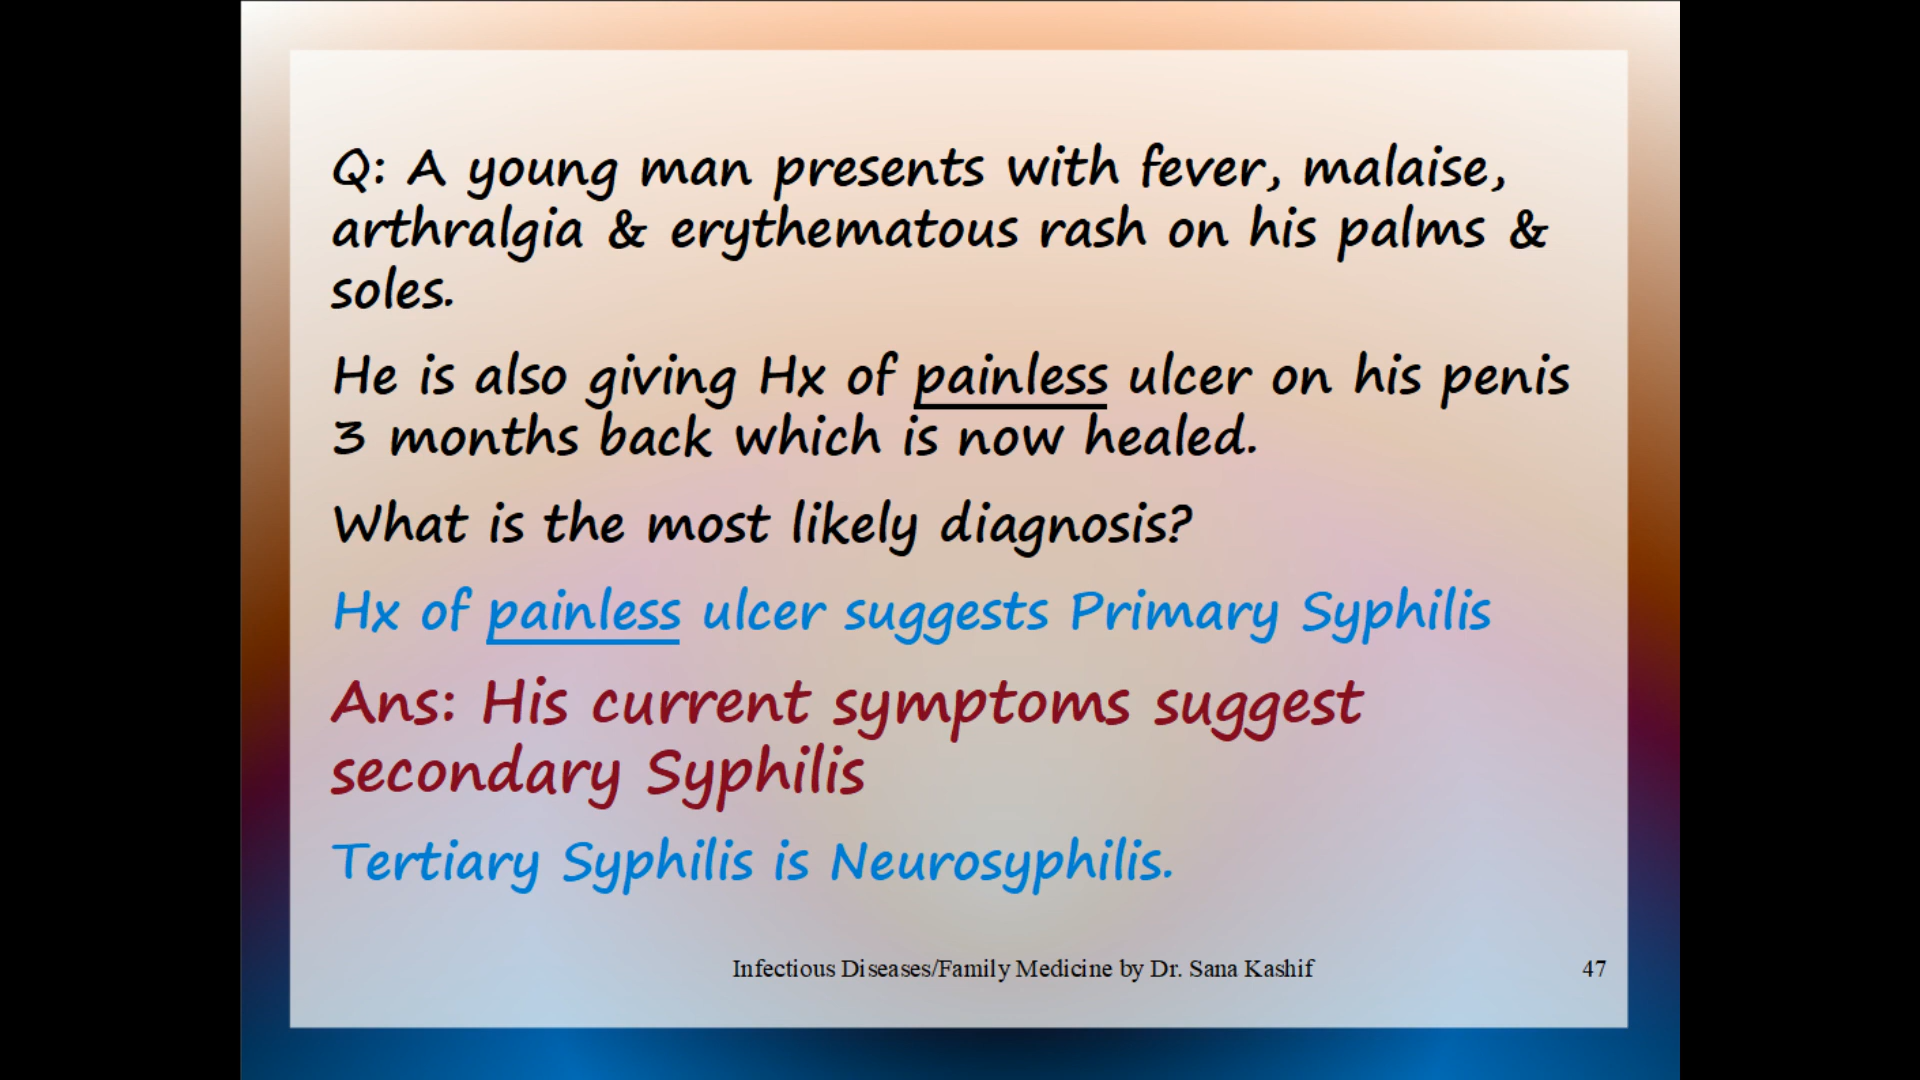 Q: A young man presents with fever, malaise,
arthralgia & erythematous rash on his palms &
soles.
He is also giving Hx of painless ulcer on his penis
3 months back which is now healed.
What is the most likely diagnosis?
Hx of painless ulcer suggests Primary Syphilis
Ans: His current symptoms suggest
secondary Syphilis
Tertiary Syphilis is Neurosyphilis.
Infectious Diseases/Family Medicine by Dr. Sana Kashif
47